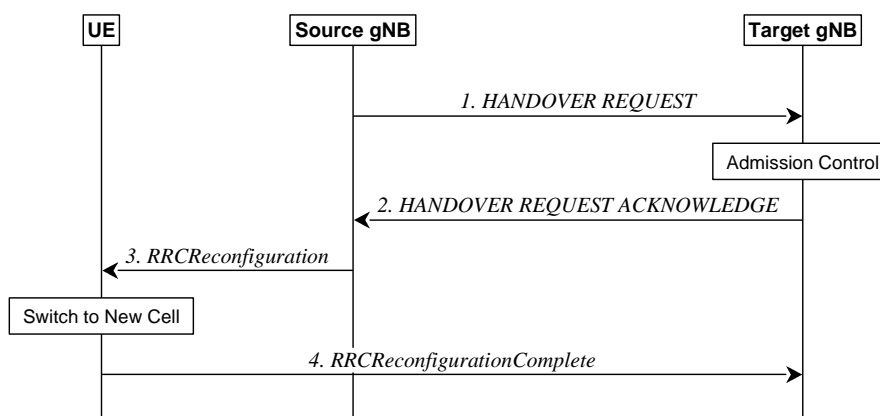 UE
Source gNB
Target gNB
1. HANDOVER REQUEST
Admission Control
2. HANDOVER REQUEST ACKNOWLEDGE
3. RRCReconfiguration
Switch to New Cell
4. RRCReconfigurationComplete